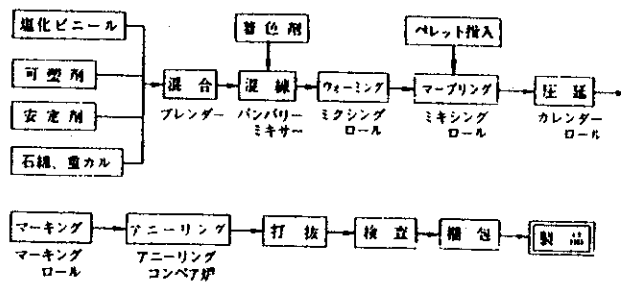 塩化ビニール
着色剤
ペレット挿入
可塑剤
混合
混練
ウォーミング
マーブリング
圧延
ブレンダー
バンバリー
ミキサー
ミクシング
ロール
ミキシング
ロール
カレンダー
ロール
安定剤
石綿、重カル
マーキング
アニーリング
打抜
検立
梱包
製品
マーキング
ロール
アニーリング
コンベア炉